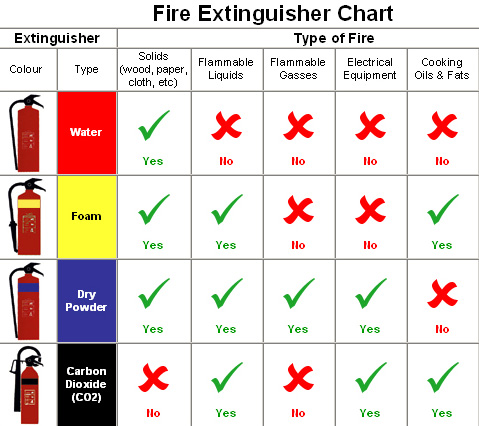 Fire Extinguisher Chart
Extinguisher Type of Fire
Colour Type Solids (wood, paper, cloth, etc) Flammable Liquids Flammable Gasses Electrical Equipment Cooking Oils & Fats
Water Yes No No No No
Foam Yes Yes No No Yes
Dry Powder Yes Yes Yes Yes No
Carbon Dioxide (CO2) No Yes No Yes Yes